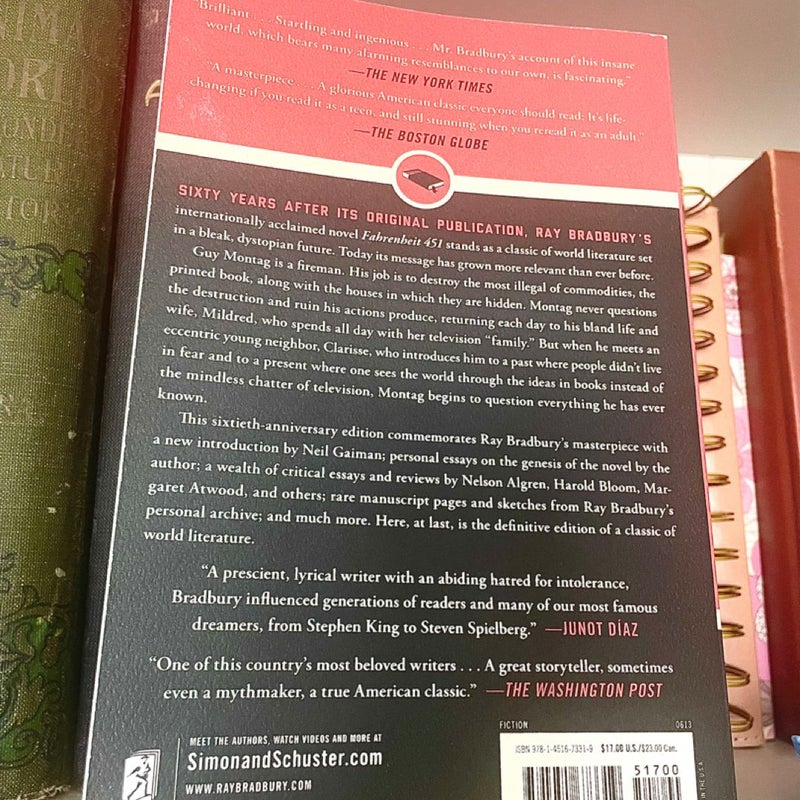 "Brilliant . . . Startling and ingenious . . . Mr. Bradbury's account of this insane
world, which bears many alarming resemblances to our own, is fascinating."
—THE NEW YORK TIMES
"A masterpiece . . . A glorious American classic everyone should read: It's life-
changing if you read it as a teen, and still stunning when you reread it as an adult."
—THE BOSTON GLOBE
SIXTY YEARS AFTER ITS ORIGINAL PUBLICATION, RAY BRADBURY'S
internationally acclaimed novel Fahrenheit 451 stands as a classic of world literature set
in a bleak, dystopian future. Today its message has grown more relevant than ever before.
Guy Montag is a fireman. His job is to destroy the most illegal of commodities, the
printed book, along with the houses in which they are hidden. Montag never questions
the destruction and ruin his actions produce, returning each day to his bland life and
wife, Mildred, who spends all day with her television "family." But when he meets an
eccentric young neighbor, Clarisse, who introduces him to a past where people didn't live
in fear and to a present where one sees the world through the ideas in books instead of
the mindless chatter of television, Montag begins to question everything he has ever
known.
This sixtieth-anniversary edition commemorates Ray Bradbury's masterpiece with
a new introduction by Neil Gaiman; personal essays on the genesis of the novel by the
author; a wealth of critical essays and reviews by Nelson Algren, Harold Bloom, Mar-
garet Atwood, and others; rare manuscript pages and sketches from Ray Bradbury's
personal archive; and much more. Here, at last, is the definitive edition of a classic of
world literature.
"A prescient, lyrical writer with an abiding hatred for intolerance,
Bradbury influenced generations of readers and many of our most famous
dreamers, from Stephen King to Steven Spielberg." —JUNOT DÍAZ
"One of this country's most beloved writers . . . A great storyteller, sometimes
even a mythmaker, a true American classic." —THE WASHINGTON POST
MEET THE AUTHORS, WATCH VIDEOS AND MORE AT
SimonandSchuster.com
WWW.RAYBRADBURY.COM
FICTION 0613
ISBN 978-1-4516-7331-9 $17.00 U.S./$23.00 Can.
51700